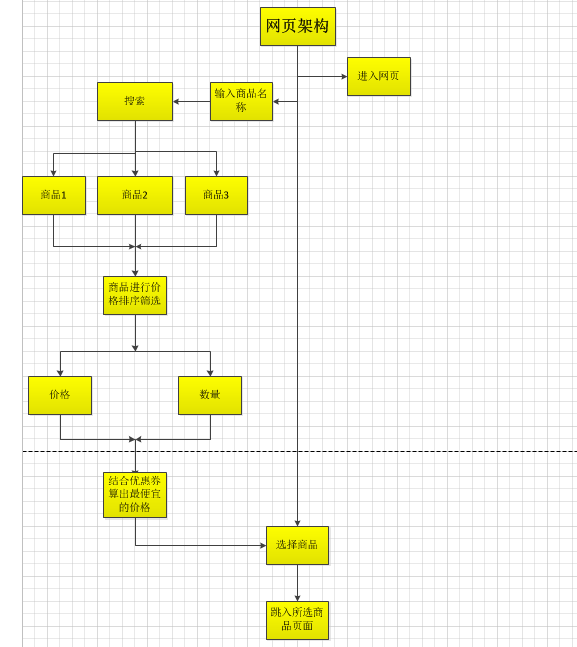 网页架构
进入网页
输入商品名
称
搜索
商品1
商品2
商品3
商品进行价
格排序筛选
价格
数量
结合优惠券
算出最便宜
的价格
选择商品
跳入所选商
品页面